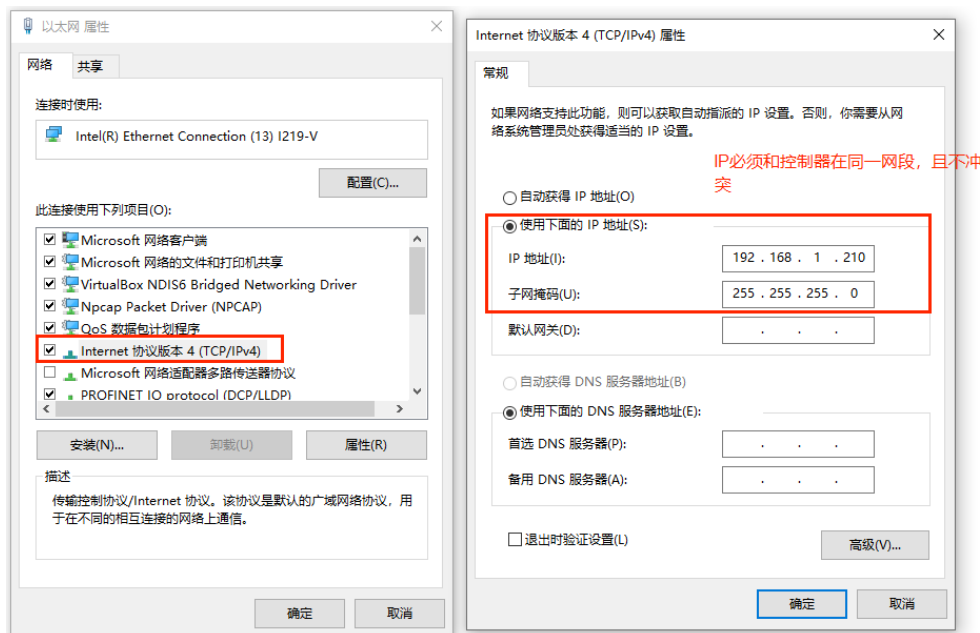 以太网 属性
网络
共享
连接时使用:
Intel(R) Ethernet Connection (13) I219-V
配置(C)...
此连接使用下列项目(O):
Microsoft 网络客户端
Microsoft 网络的文件和打印机共享
VirtualBox NDIS6 Bridged Networking Driver
Npcap Packet Driver (NPCAP)
QoS 数据包计划程序
Internet 协议版本 4 (TCP/IPv4)
Microsoft 网络适配器多路传送器协议
PROFINET IO protocol (DCP/LLDP)
安装(N)...
卸载(U)
属性(R)
描述
传输控制协议/Internet 协议。该协议是默认的广域网络协议，用
于在不同的相互连接的网络上通信。
确定
取消
Internet 协议版本 4 (TCP/IPv4) 属性
常规
如果网络支持此功能，则可以获取自动指派的 IP 设置。否则，你需要从网
络系统管理员处获得适当的 IP 设置。
IP必须和控制器在同一网段，且不冲
突
自动获得 IP 地址(O)
使用下面的 IP 地址(S):
IP 地址(I):
192 . 168 . 1 . 210
子网掩码(U):
255 . 255 . 255 . 0
默认网关(D):
. . .
自动获得 DNS 服务器地址(B)
使用下面的 DNS 服务器地址(E):
首选 DNS 服务器(P):
. . .
备用 DNS 服务器(A):
. . .
退出时验证设置(L)
高级(V)...
确定
取消